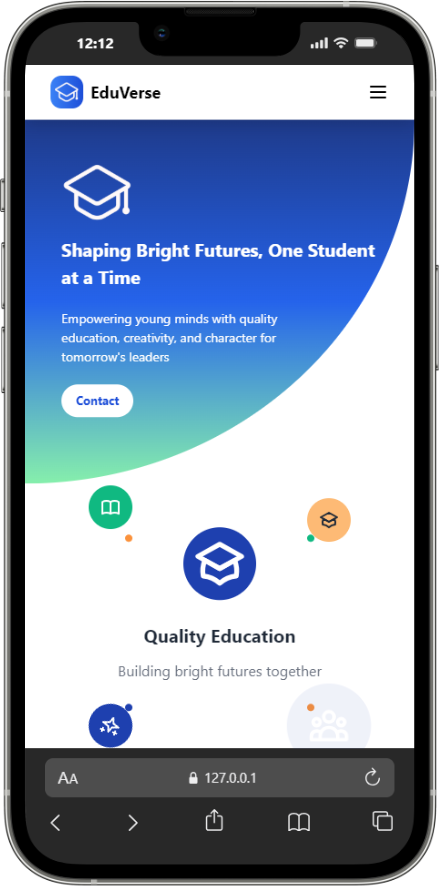 12:12
EduVerse
Shaping Bright Futures, One Student
at a Time
Empowering young minds with quality
education, creativity, and character for
tomorrow's leaders
Contact
Quality Education
Building bright futures together
AA
127.0.0.1